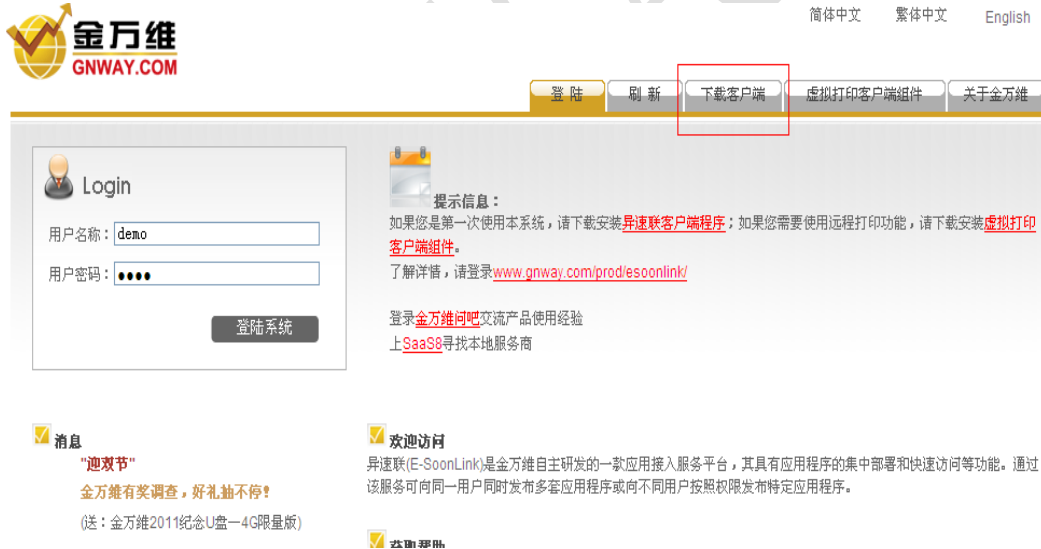 金万维
GNWAY.COM
简体中文 繁体中文 English
登 陆 刷 新 下载客户端 虚拟打印客户端组件 关于金万维
Login
用户名称：demo
用户密码：●●●●
登陆系统
提示信息：
如果您是第一次使用本系统，请下载安装异速联客户端程序；如果您需要使用远程打印功能，请下载安装虚拟打印
客户端组件。
了解详情，请登录www.gnway.com/prod/esoonlink/
登录金万维问吧交流产品使用经验
上SaaS8寻找本地服务商
消息
"迎双节"
金万维有奖调查，好礼抽不停！
(送：金万维2011纪念U盘一4G限量版)
欢迎访问
异速联(E-SoonLink)是金万维自主研发的一款应用接入服务平台，其具有应用程序的集中部署和快速访问等功能。通过
该服务可向同一用户同时发布多套应用程序或向不同用户按照权限发布特定应用程序。
获取帮助